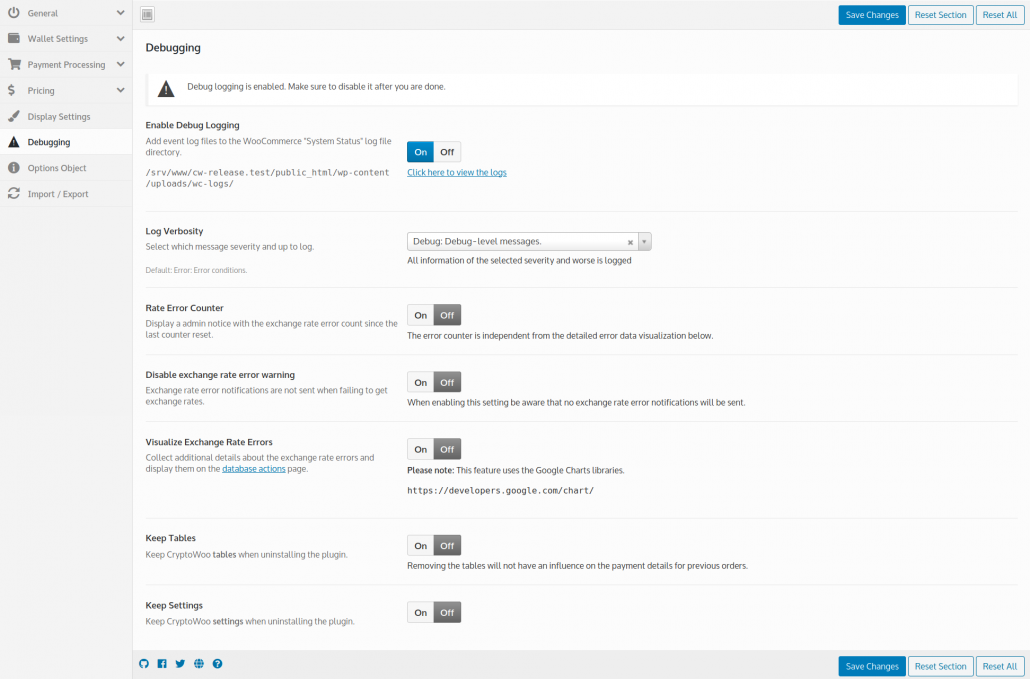 General
Wallet Settings
Payment Processing
$ Pricing
Display Settings
Debugging
Options Object
Import / Export
Save Changes Reset Section Reset All
Debugging
Debug logging is enabled. Make sure to disable it after you are done.
Enable Debug Logging
Add event log files to the WooCommerce "System Status" log file
directory.
/srv/www/cw-release.test/public_html/wp-content
/uploads/wc-logs/
On Off
Click here to view the logs
Log Verbosity
Select which message severity and up to log.
Default: Error: Error conditions.
Debug: Debug-level messages.
All information of the selected severity and worse is logged
Rate Error Counter
Display a admin notice with the exchange rate error count since the
last counter reset.
On Off
The error counter is independent from the detailed error data visualization below.
Disable exchange rate error warning
Exchange rate error notifications are not sent when failing to get
exchange rates.
On Off
When enabling this setting be aware that no exchange rate error notifications will be sent.
Visualize Exchange Rate Errors
Collect additional details about the exchange rate errors and
display them on the database actions page.
On Off
Please note: This feature uses the Google Charts libraries.
https://developers.google.com/chart/
Keep Tables
Keep CryptoWoo tables when uninstalling the plugin.
On Off
Removing the tables will not have an influence on the payment details for previous orders.
Keep Settings
Keep CryptoWoo settings when uninstalling the plugin.
On Off
Save Changes Reset Section Reset All